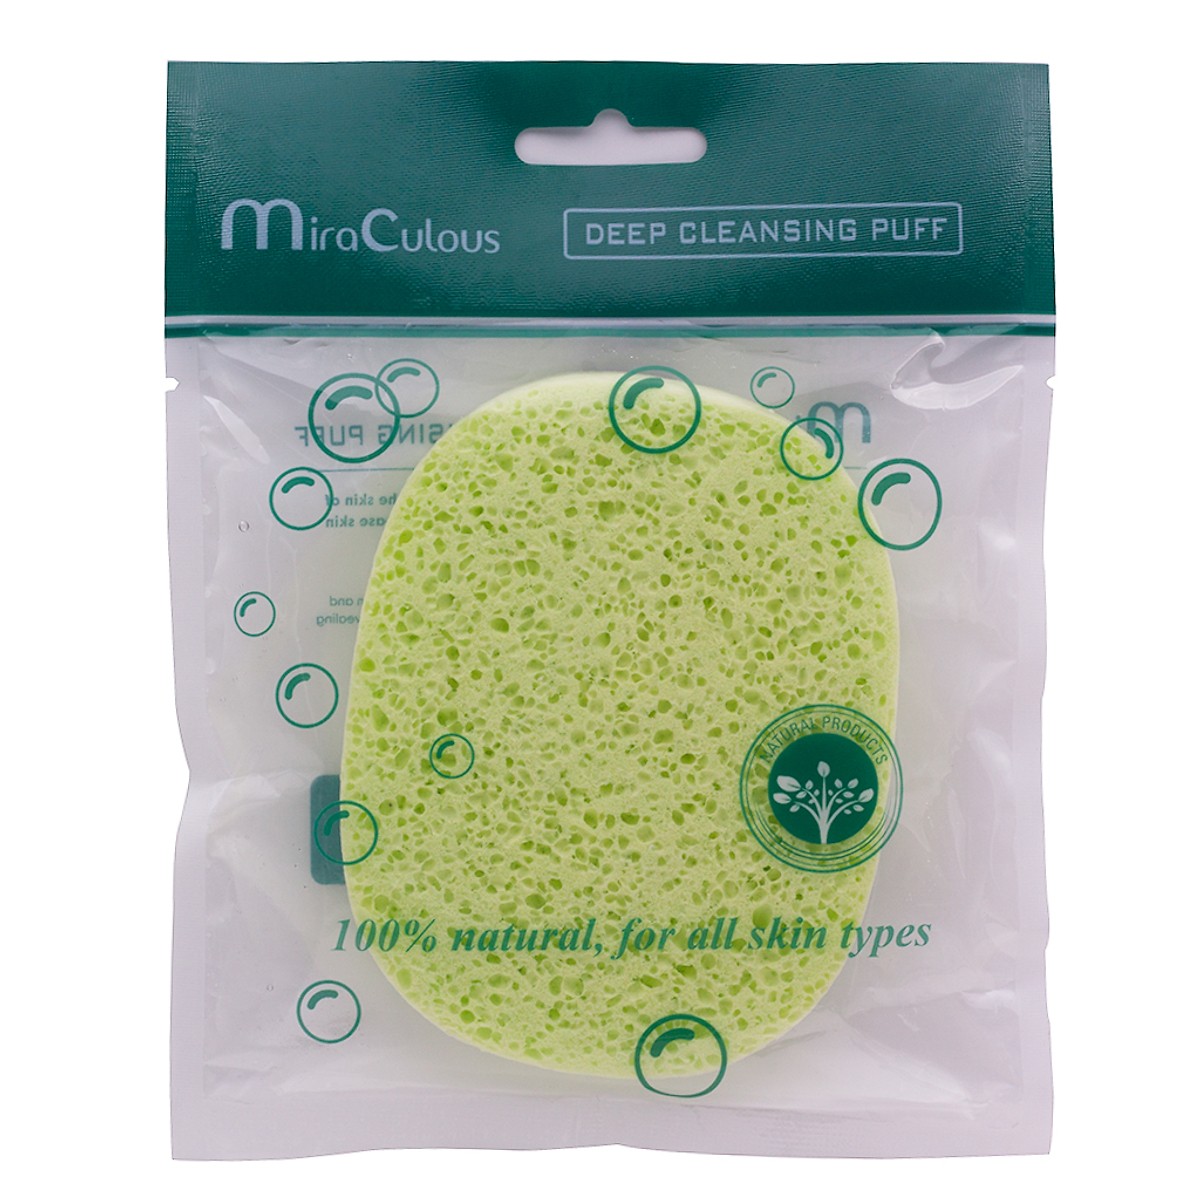 miraCulous
DEEP CLEANSING PUFF
NATURAL PRODUCTS
100% natural, for all skin types